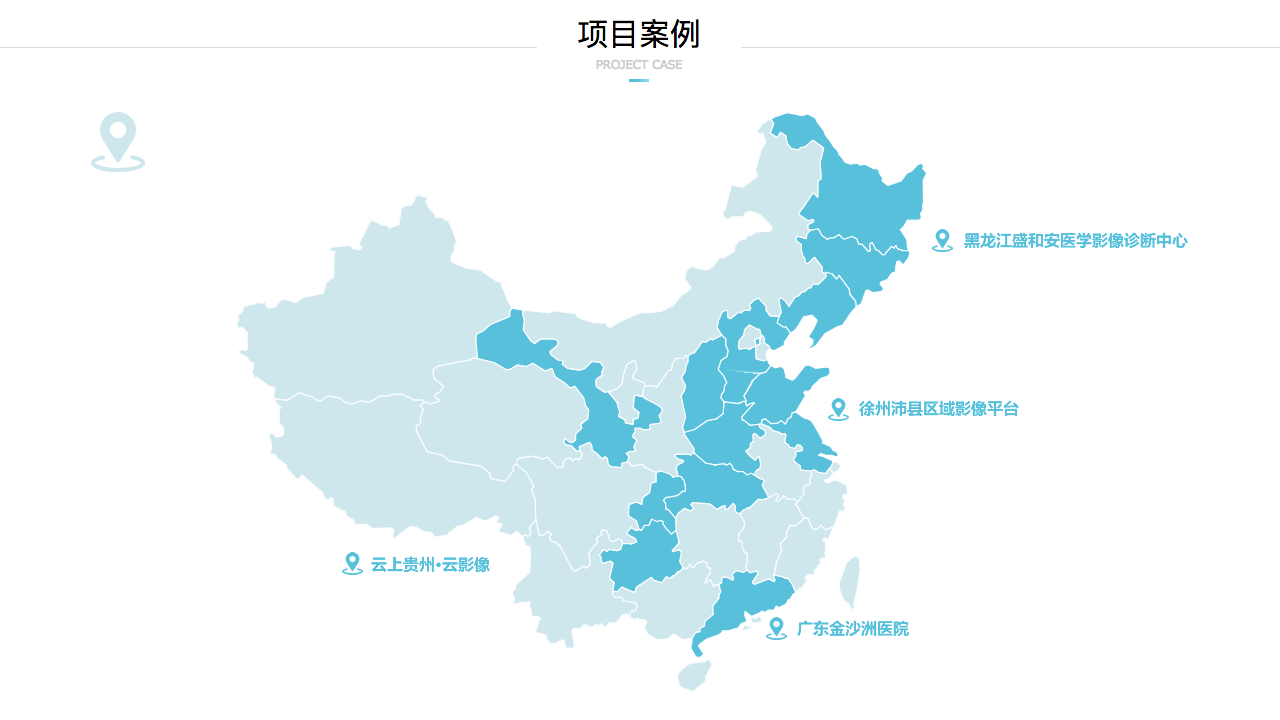 项目案例
PROJECT CASE
黑龙江盛和安医学影像诊断中心
徐州沛县区域影像平台
云上贵州•云影像
广东金沙洲医院